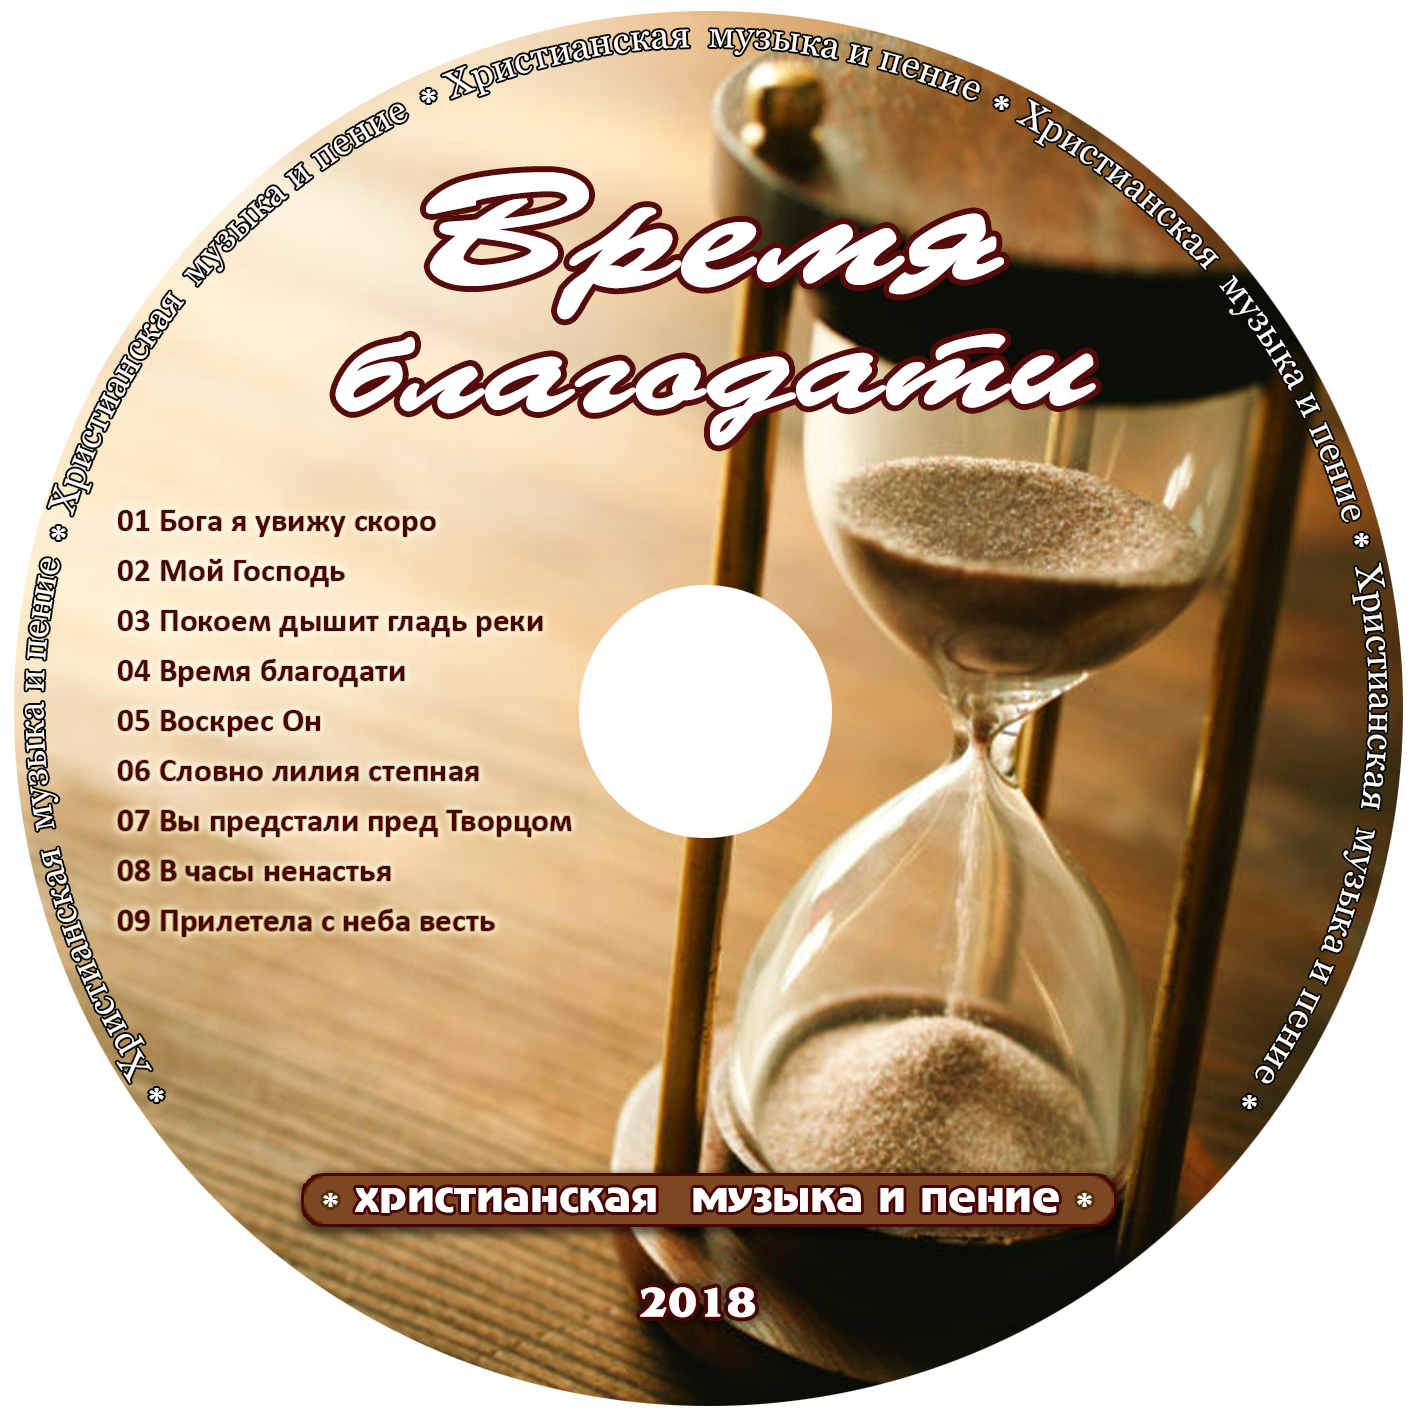 * Христианская музыка и пение * Христианская музыка и пение * Христианская музыка и пение * Христианская музыка и пение * Христианская музыка и пение *
Время
благодати
01 Бога я увижу скоро
02 Мой Господь
03 Покоем дышит гладь реки
04 Время благодати
05 Воскрес Он
06 Словно лилия степная
07 Вы предстали пред Творцом
08 В часы ненастья
09 Прилетела с неба весть
* христианская музыка и пение *
2018